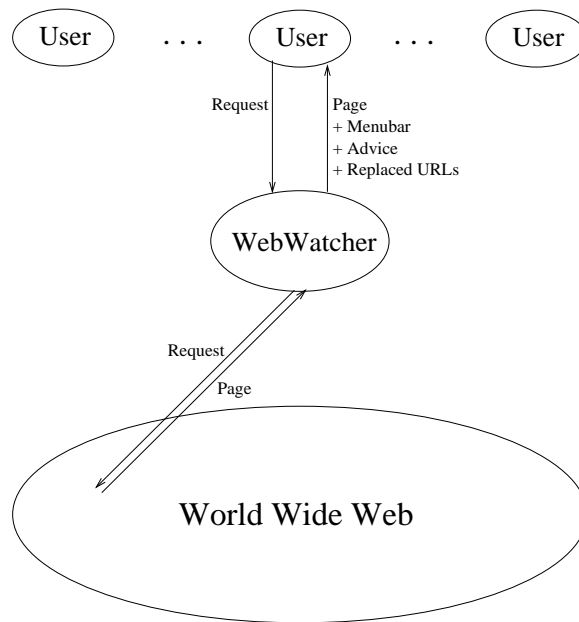 User . . . User . . . User
Request
Page
+ Menubar
+ Advice
+ Replaced URLs
WebWatcher
Request
Page
World Wide Web